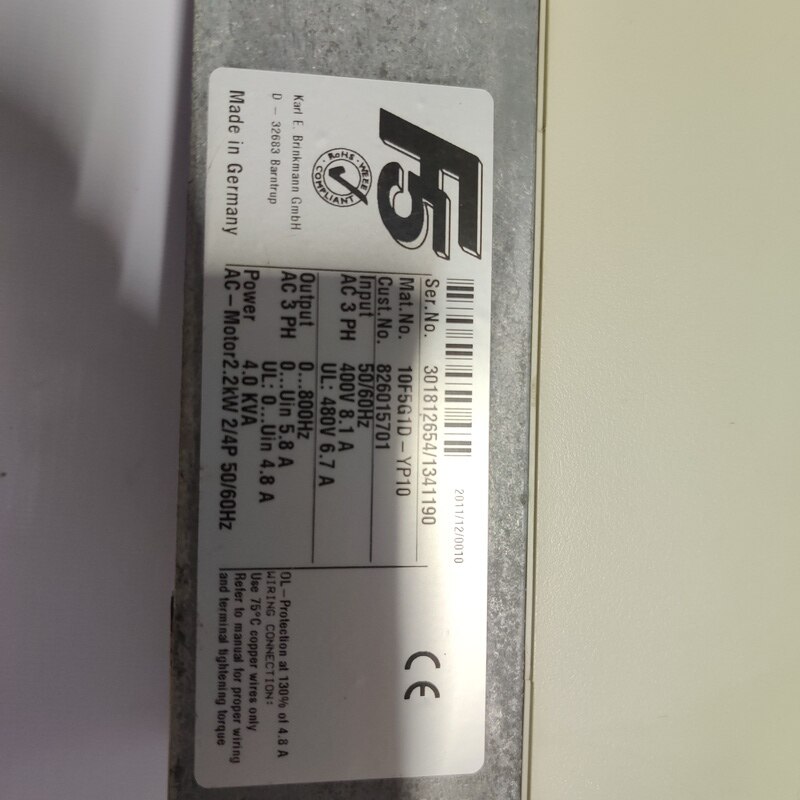 F5
RoHS · WEEE
COMPLIANT
Karl E. Brinkmann GmbH
D - 32683 Barntrup
Made in Germany
2011/12/0010
Ser.No. 301812654/1341190
Mat.No. 10F5G1D-YP10
Cust.No. 826015701
Input 50/60Hz
AC 3 PH 400V 8.1 A
UL: 480V 6.7 A
Output 0...800Hz
AC 3 PH 0...Uin 5.8 A
UL: 0...Uin 4.8 A
Power 4.0 KVA
AC-Motor2.2kW 2/4P 50/60Hz
CE
OL-Protection at 130% of 4.8 A
WIRING CONNECTION:
Use 75°C copper wires only
Refer to manual for proper wiring
and terminal tightening torque